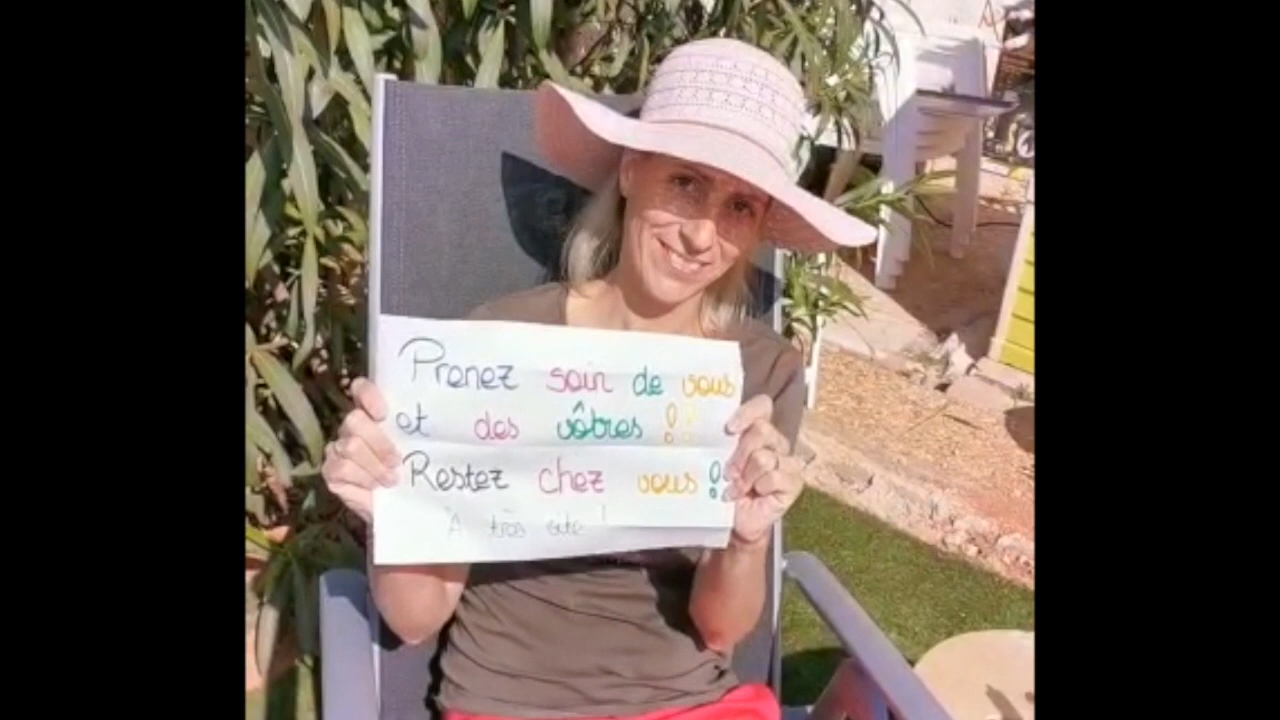 Prenez soin de vous
et des vôtres !!
Restez chez vous !
A très vite !